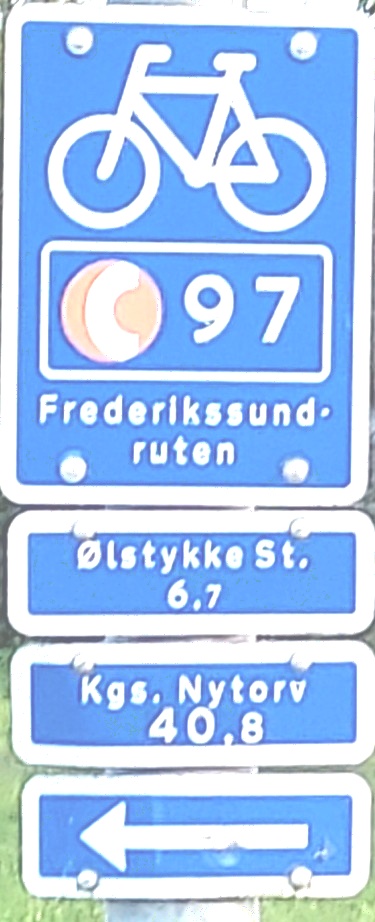 C 97
Frederikssund-
ruten
Ølstykke St.
6,7
Kgs. Nytorv
40,8